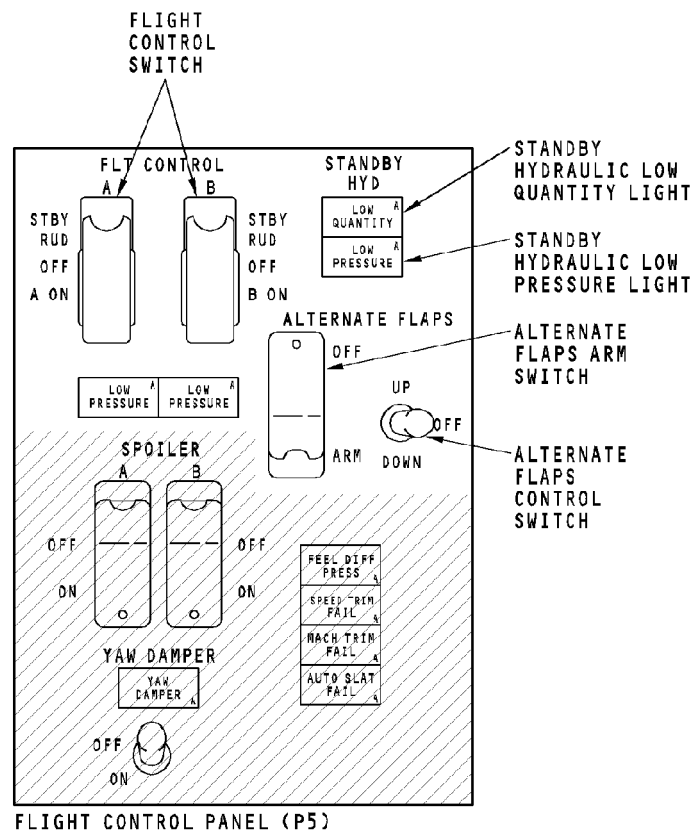 FLIGHT
CONTROL
SWITCH
FLT CONTROL
A
B
STBY
RUD
OFF
A ON
STBY
RUD
OFF
B ON
STANDBY
HYD
LOW A
QUANTITY
LOW A
PRESSURE
STANDBY
HYDRAULIC LOW
QUANTITY LIGHT
STANDBY
HYDRAULIC LOW
PRESSURE LIGHT
ALTERNATE FLAPS
OFF
ARM
UP
OFF
DOWN
ALTERNATE
FLAPS ARM
SWITCH
ALTERNATE
FLAPS
CONTROL
SWITCH
LOW A
PRESSURE
LOW A
PRESSURE
SPOILER
A
B
OFF
ON
OFF
ON
FEEL DIFF
PRESS A
SPEED TRIM
FAIL A
MACH TRIM
FAIL A
AUTO SLAT
FAIL A
YAW DAMPER
YAW
DAMPER A
OFF
ON
FLIGHT CONTROL PANEL (P5)